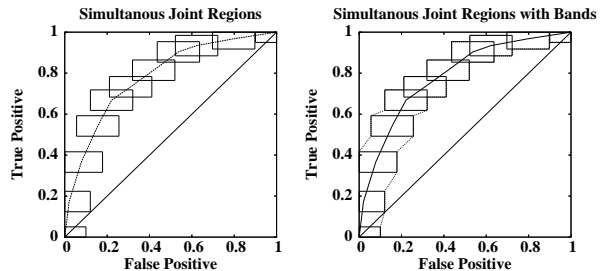 Simultanous Joint Regions
True Positive
1
0.8
0.6
0.4
0.2
0
0 0.2 0.4 0.6 0.8 1
False Positive
Simultanous Joint Regions with Bands
True Positive
1
0.8
0.6
0.4
0.2
0
0 0.2 0.4 0.6 0.8 1
False Positive